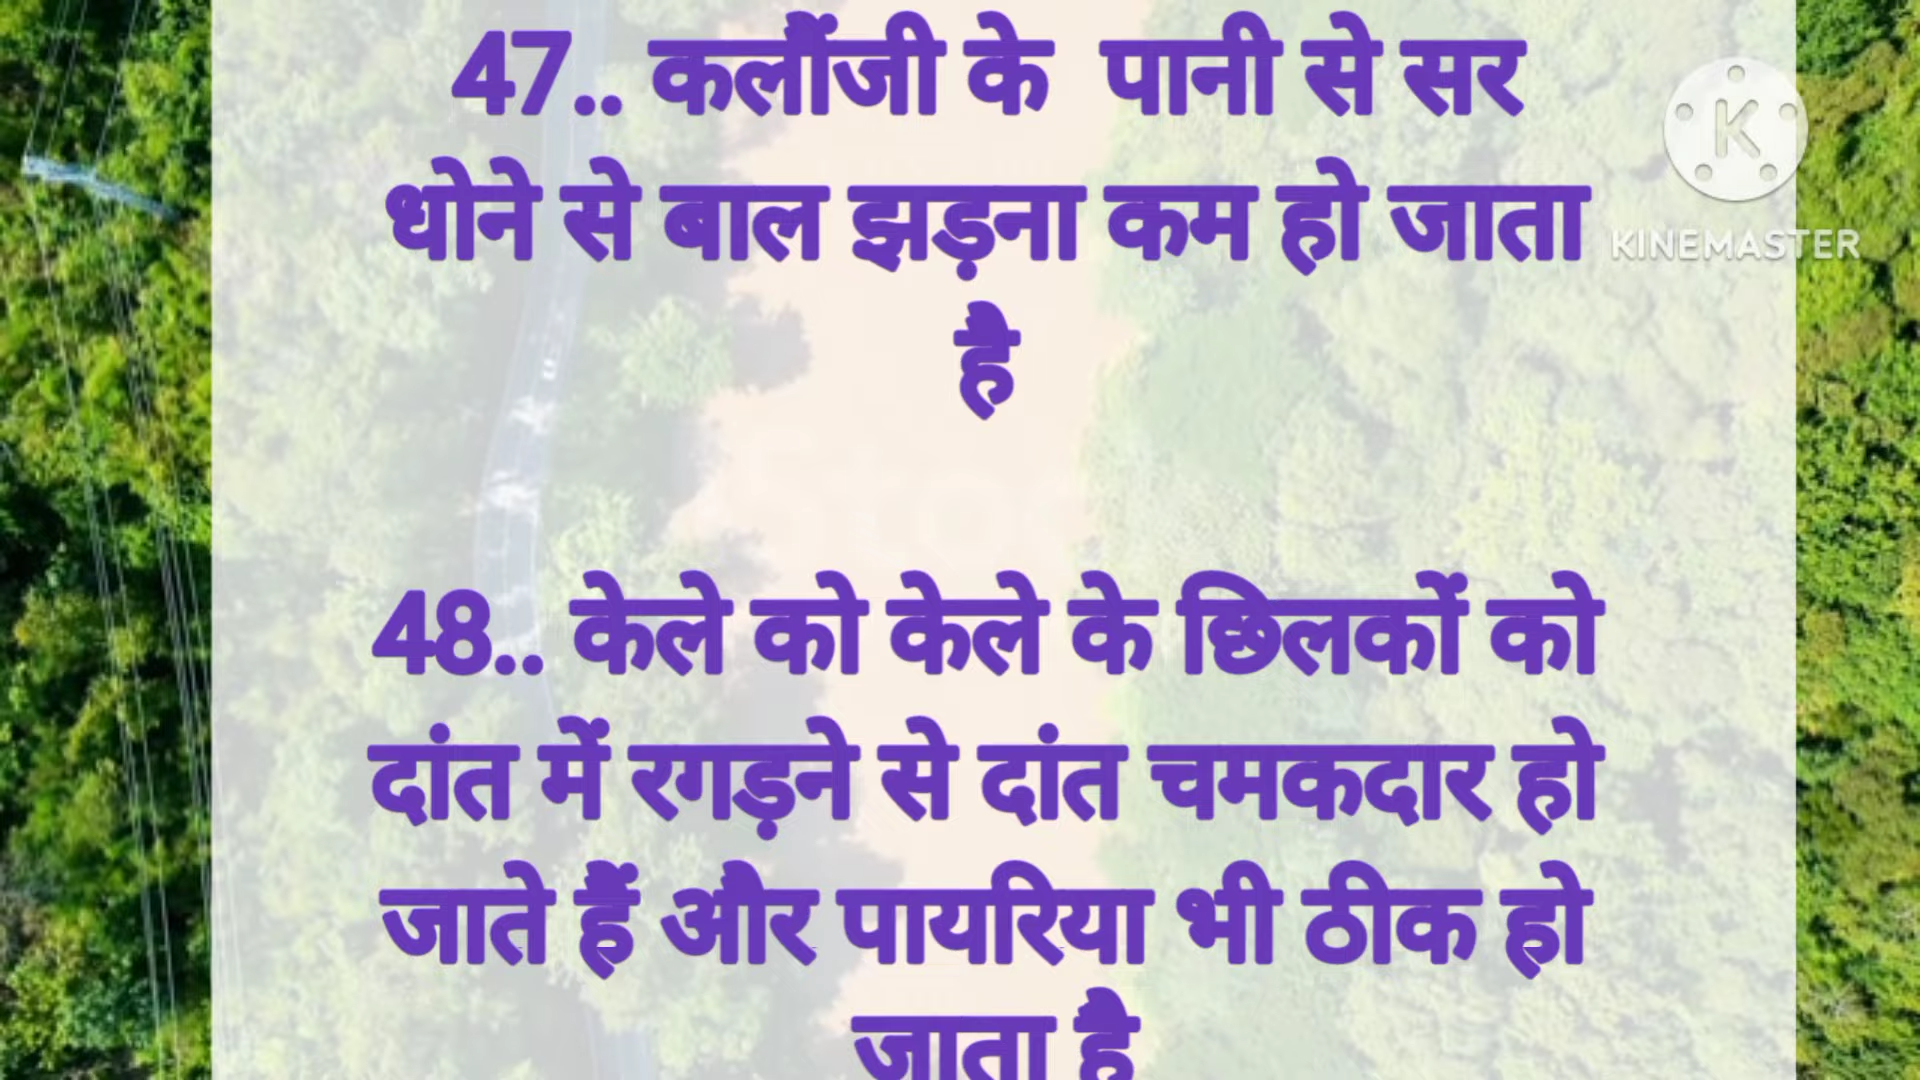 47.. कलौंजी के पानी से सर
धोने से बाल झड़ना कम हो जाता
है
48.. केले को केले के छिलकों को
दांत में रगड़ने से दांत चमकदार हो
जाते हैं और पायरिया भी ठीक हो
जाता है
K
KINEMASTER